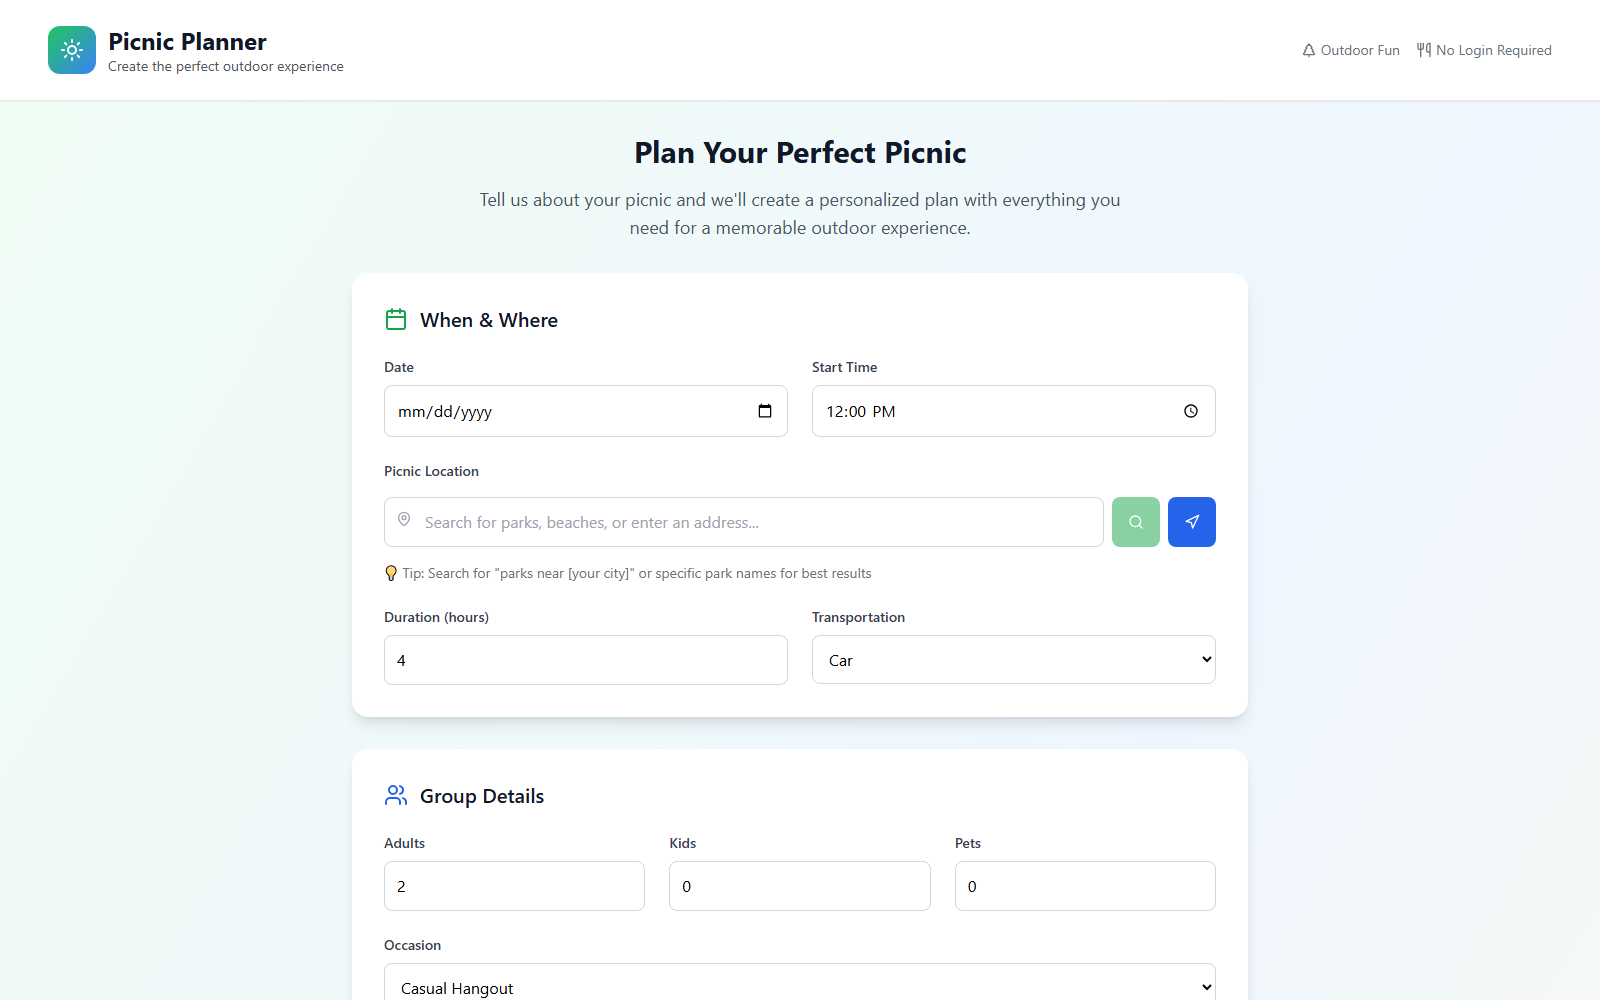 Picnic Planner
Create the perfect outdoor experience
Outdoor Fun
No Login Required
Plan Your Perfect Picnic
Tell us about your picnic and we'll create a personalized plan with everything you
need for a memorable outdoor experience.
When & Where
Date
Start Time
mm/dd/yyyy
12:00 PM
Picnic Location
Search for parks, beaches, or enter an address...
Tip: Search for "parks near [your city]" or specific park names for best results
Duration (hours)
Transportation
4
Car
Group Details
Adults
Kids
Pets
2
0
0
Occasion
Casual Hangout